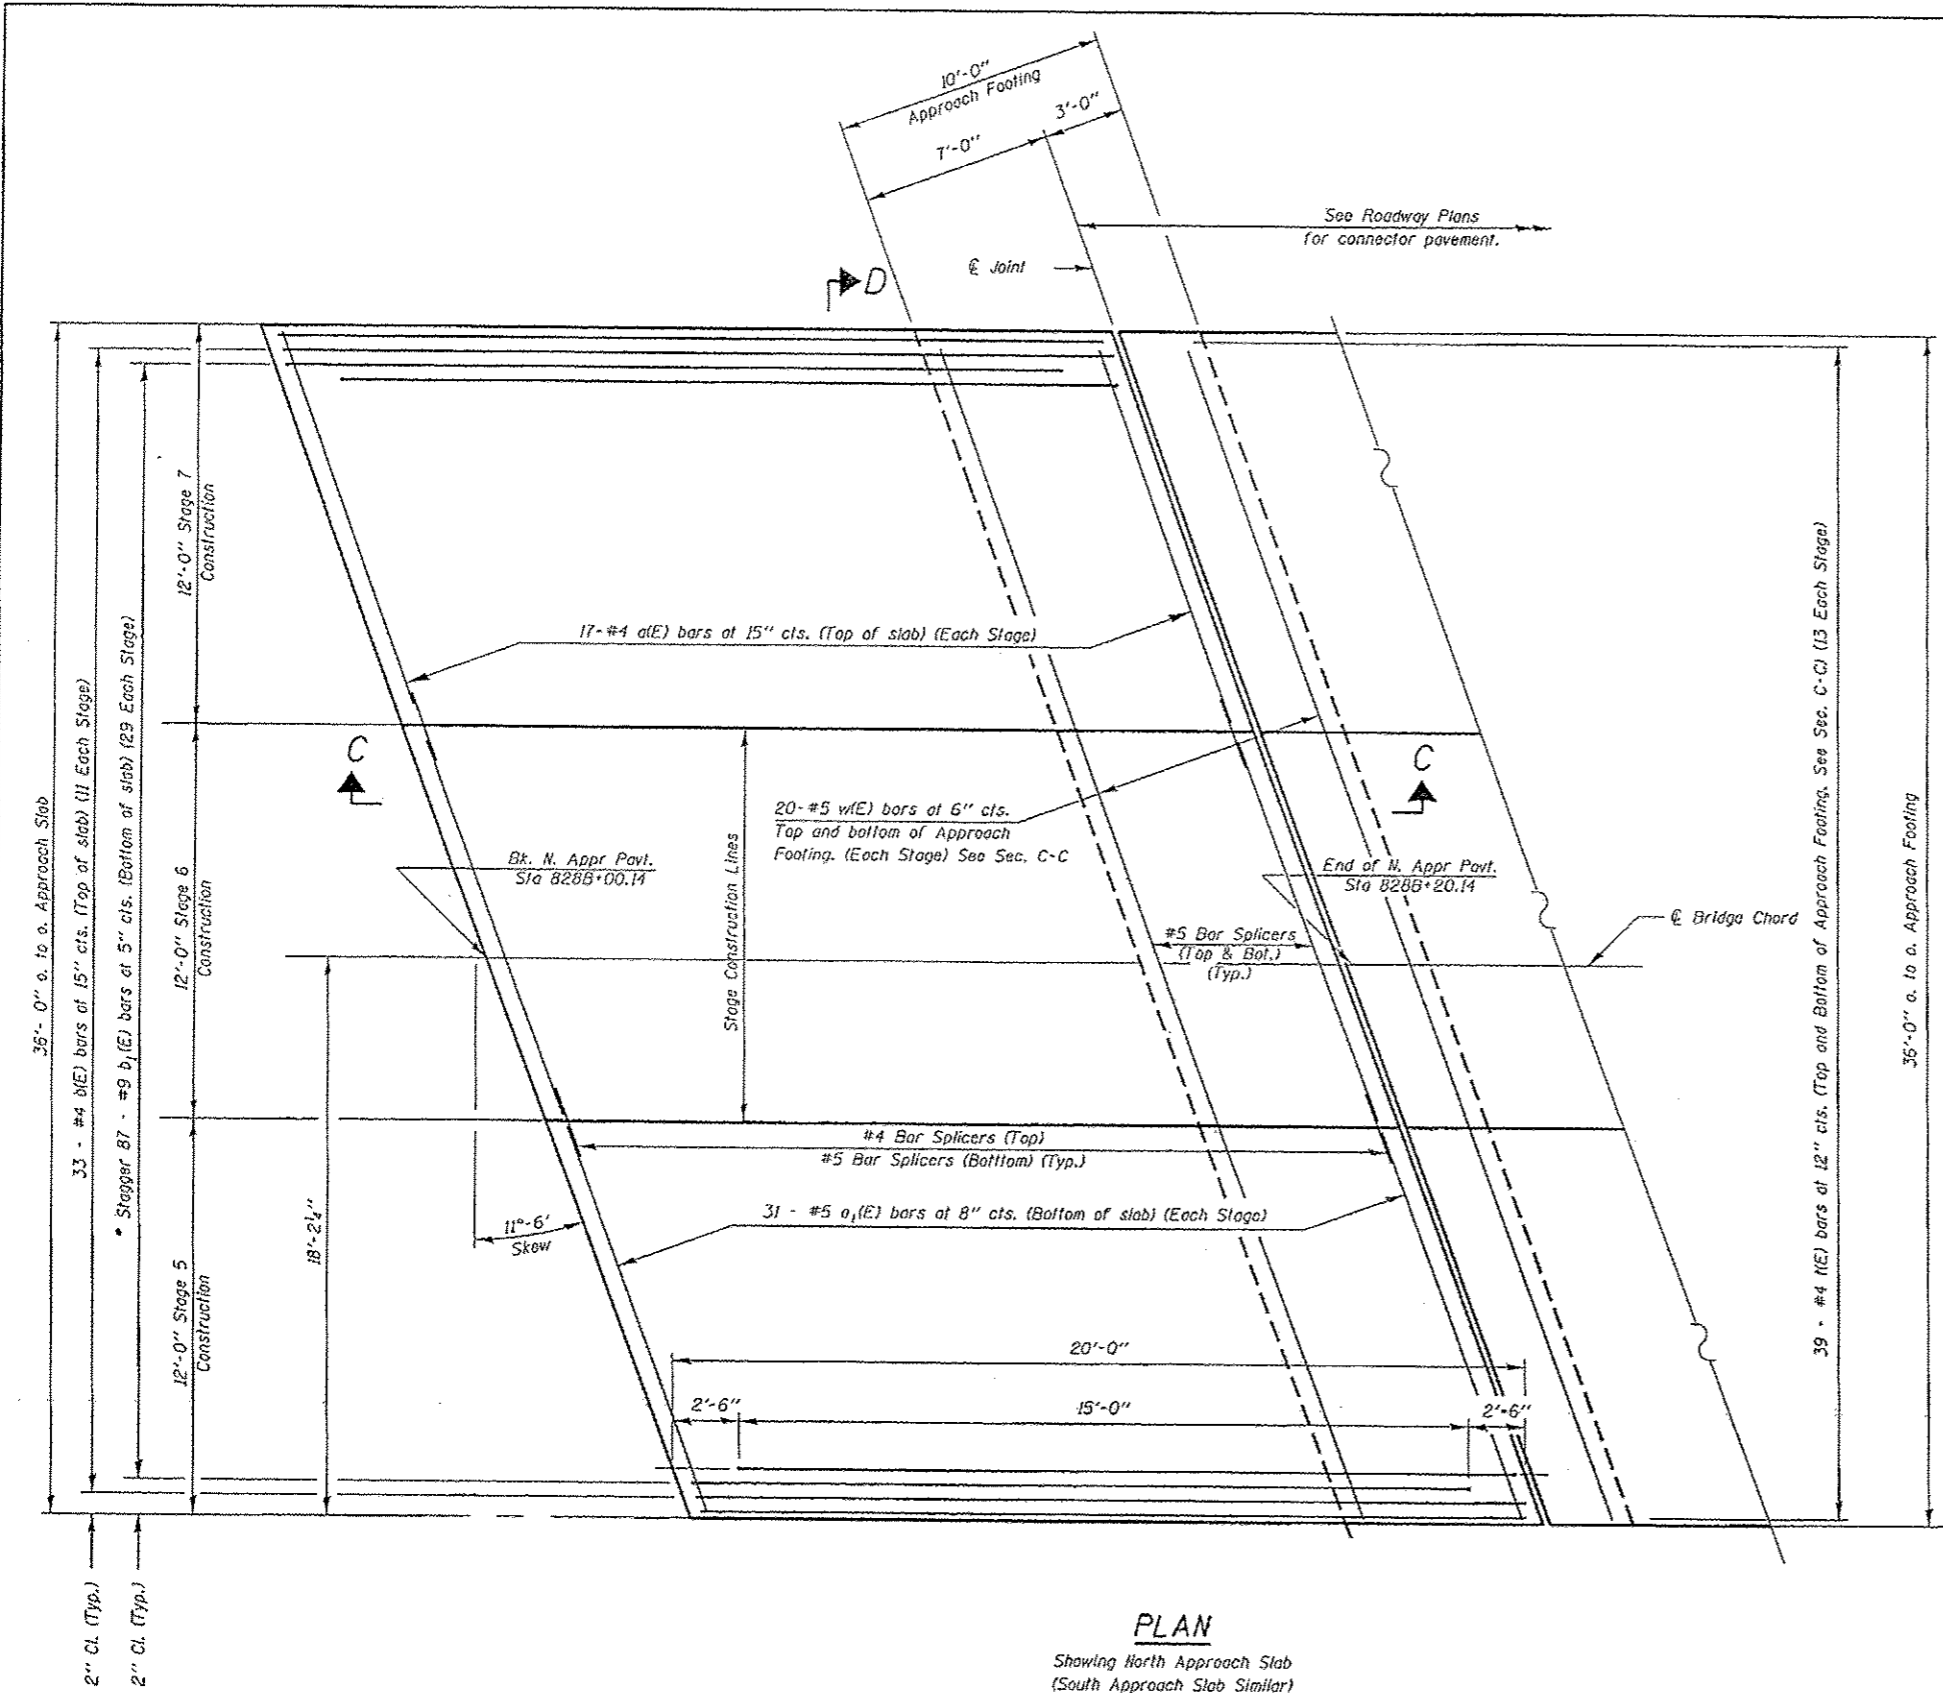 10'-0"
Approach Footing
3'-0"
7'-0"
See Roadway Plans
for connector pavement.
℄ Joint
D
36'-0" o. to o. Approach Slab
33 - #4 b(E) bars at 15" cts. (Top of slab) (11 Each Stage)
* Stagger 87 - #9 b₁(E) bars at 5" cts. (Bottom of slab) (29 Each Stage)
12'-0" Stage 7
Construction
17-#4 a(E) bars at 15" cts. (Top of slab) (Each Stage)
C
C
20-#5 w(E) bars at 6" cts.
Top and bottom of Approach
Footing. (Each Stage) See Sec. C-C
Stage Construction Lines
12'-0" Stage 6
Construction
Bk. N. Appr Pavt.
Sta 828B+00.14
End of N. Appr Pavt.
Sta 828B+20.14
℄ Bridge Chord
#5 Bar Splicers
(Top & Bot.)
(Typ.)
#4 Bar Splicers (Top)
#5 Bar Splicers (Bottom) (Typ.)
31 - #5 a₁(E) bars at 8" cts. (Bottom of slab) (Each Stage)
11°-6'
Skew
18'-2¼"
12'-0" Stage 5
Construction
20'-0"
2'-6"
15'-0"
2'-6"
39 - #4 t(E) bars at 12" cts. (Top and Bottom of Approach Footing. See Sec. C-C) (13 Each Stage)
36'-0" o. to o. Approach Footing
2" Cl. (Typ.)
2" Cl. (Typ.)
PLAN
Showing North Approach Slab
(South Approach Slab Similar)